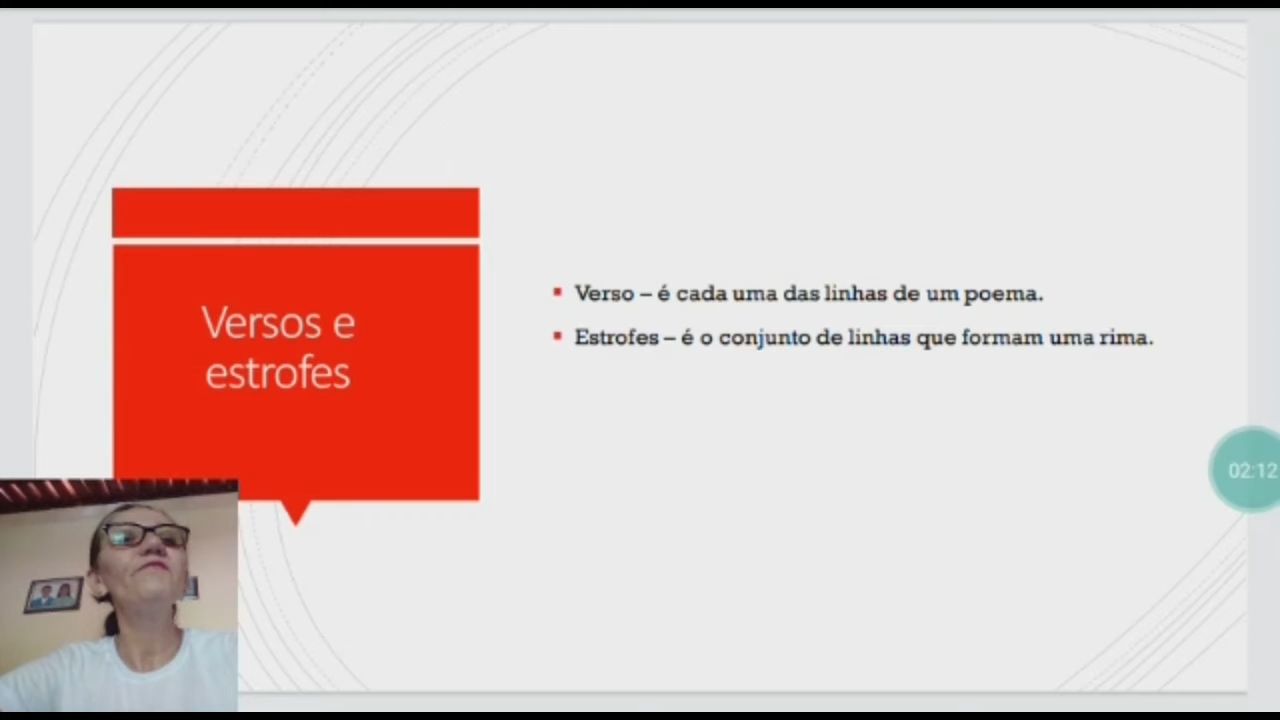 Versos e
estrofes
Verso – é cada uma das linhas de um poema.
Estrofes – é o conjunto de linhas que formam uma rima.
02:12